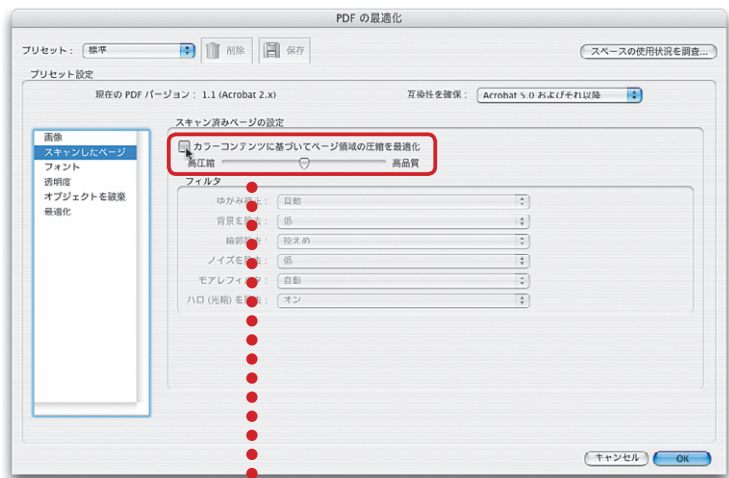 PDF の最適化
プリセット： 標準 削除 保存 スペースの使用状況を調査...
プリセット設定
現在の PDF バージョン： 1.1 (Acrobat 2.x) 互換性を確保： Acrobat 5.0 およびそれ以降
画像
スキャンしたページ
フォント
透明度
オブジェクトを破棄
最適化
スキャン済みページの設定
カラーコンテンツに基づいてページ領域の圧縮を最適化
高圧縮 高品質
フィルタ
ゆがみ補正： 自動
背景を除去： 低
輪郭除去： 控えめ
ノイズを除去： 低
モアレフィルタ： 自動
ハロ (光輪) を除去： オン
キャンセル OK